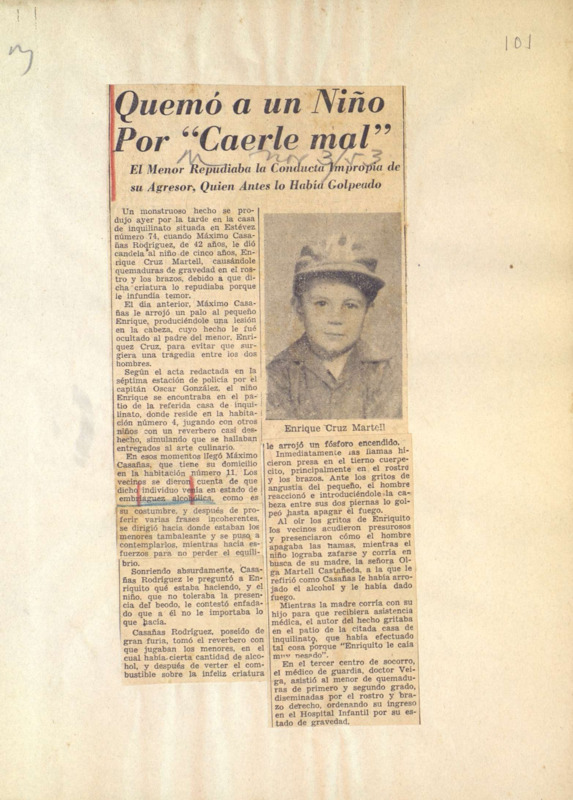 101
Quemó a un Niño
Por “Caerle mal”
Nov 3/53
El Menor Repudiaba la Conducta Impropia de
su Agresor, Quien Antes lo Había Golpeado
Un monstruoso hecho se pro-
dujo ayer por la tarde en la casa
de inquilinato situada en Estévez
número 74, cuando Máximo Casa-
ñas Rodríguez, de 42 años, le dió
candela al niño de cinco años, En-
rique Cruz Martell, causándole
quemaduras de gravedad en el ros-
tro y los brazos, debido a que di-
cha criatura lo repudiaba porque
le infundía temor.
El día anterior, Máximo Casa-
ñas le arrojó un palo al pequeño
Enrique, produciéndole una lesión
en la cabeza, cuyo hecho le fué
ocultado al padre del menor, Enri-
quez Cruz, para evitar que sur-
giera una tragedia entre los dos
hombres.
Según el acta redactada en la
séptima estación de policía por el
capitán Oscar González, el niño
Enrique se encontraba en el pa-
tio de la referida casa de inqui-
linato, donde reside en la habita-
ción número 4, jugando con otros
niños con un reverbero casi des-
hecho, simulando que se hallaban
entregados al arte culinario.
En esos momentos llegó Máximo
Casañas, que tiene su domicilio
en la habitación número 11. Los
vecinos se dieron cuenta de que
dicho individuo venía en estado de
embriaguez alcohólica, como es
su costumbre, y después de pro-
ferir varias frases incoherentes,
se dirigió hacia donde estaban los
menores tambaleante y se puso a
contemplarlos, mientras hacía es-
fuerzos para no perder el equili-
brio.
Sonriendo absurdamente, Casa-
ñas Rodríguez le preguntó a En-
riquito qué estaba haciendo, y el
niño, que no toleraba la presen-
cia del beodo, le contestó enfada-
do que a él no le importaba lo
que hacía.
Casañas Rodríguez, poseído de
gran furia, tomó el reverbero con
que jugaban los menores, en el
cual había cierta cantidad de alco-
hol, y después de verter el com-
bustible sobre la infeliz criatura
Enrique Cruz Martell
le arrojó un fósforo encendido.
Inmediatamente las llamas hi-
cieron presa en el tierno cuerpe-
cito, principalmente en el rostro
y los brazos. Ante los gritos de
angustia del pequeño, el hombre
reaccionó e introduciéndole la ca-
beza entre sus dos piernas lo gol-
peó hasta apagar el fuego.
Al oir los gritos de Enriquito
los vecinos acudieron presurosos
y presenciaron cómo el hombre
apagaba las llamas, mientras el
niño lograba zafarse y corría en
busca de su madre, la señora Ol-
ga Martell Castañeda, a la que le
refirió como Casañas le había arro-
jado el alcohol y le había dado
fuego.
Mientras la madre corría con su
hijo para que recibiera asistencia
médica, el autor del hecho gritaba
en el patio de la citada casa de
inquilinato, que había efectuado
tal cosa porque “Enriquito le caía
muy pesado”.
En el tercer centro de socorro,
el médico de guardia, doctor Vei-
ga, asistió al menor de quemadu-
ras de primero y segundo grado,
diseminadas por el rostro y bra-
zo derecho, ordenando su ingreso
en el Hospital Infantil por su es-
tado de gravedad.